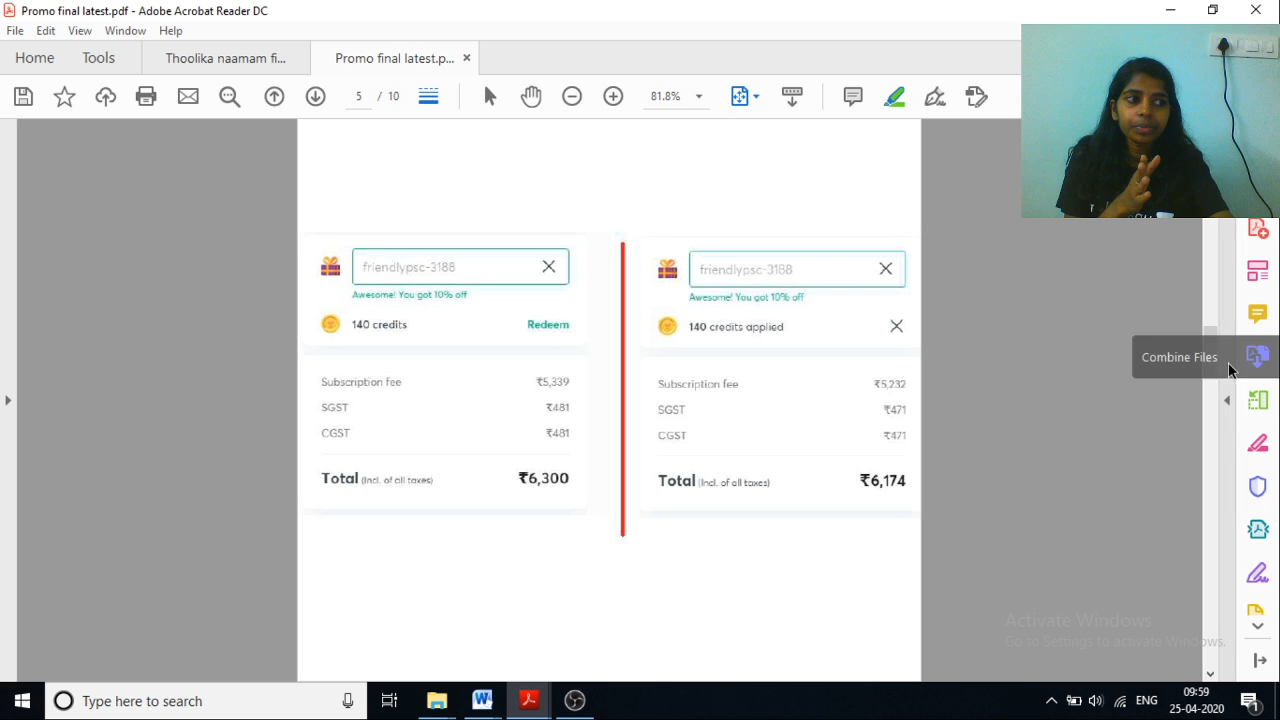 Promo final latest.pdf - Adobe Acrobat Reader DC
File Edit View Window Help
Home Tools Thoolika naamam fi... Promo final latest.p...
5 / 10 81.8%
friendlypsc-3188
Awesome! You got 10% off
140 credits Redeem
Subscription fee ₹5,339
SGST ₹481
CGST ₹481
Total (Incl. of all taxes) ₹6,300
friendlypsc-3188
Awesome! You got 10% off
140 credits applied
Subscription fee ₹5,232
SGST ₹471
CGST ₹471
Total (Incl. of all taxes) ₹6,174
Combine Files
Activate Windows
Go to Settings to activate Windows.
Type here to search
ENG
09:59
25-04-2020
1